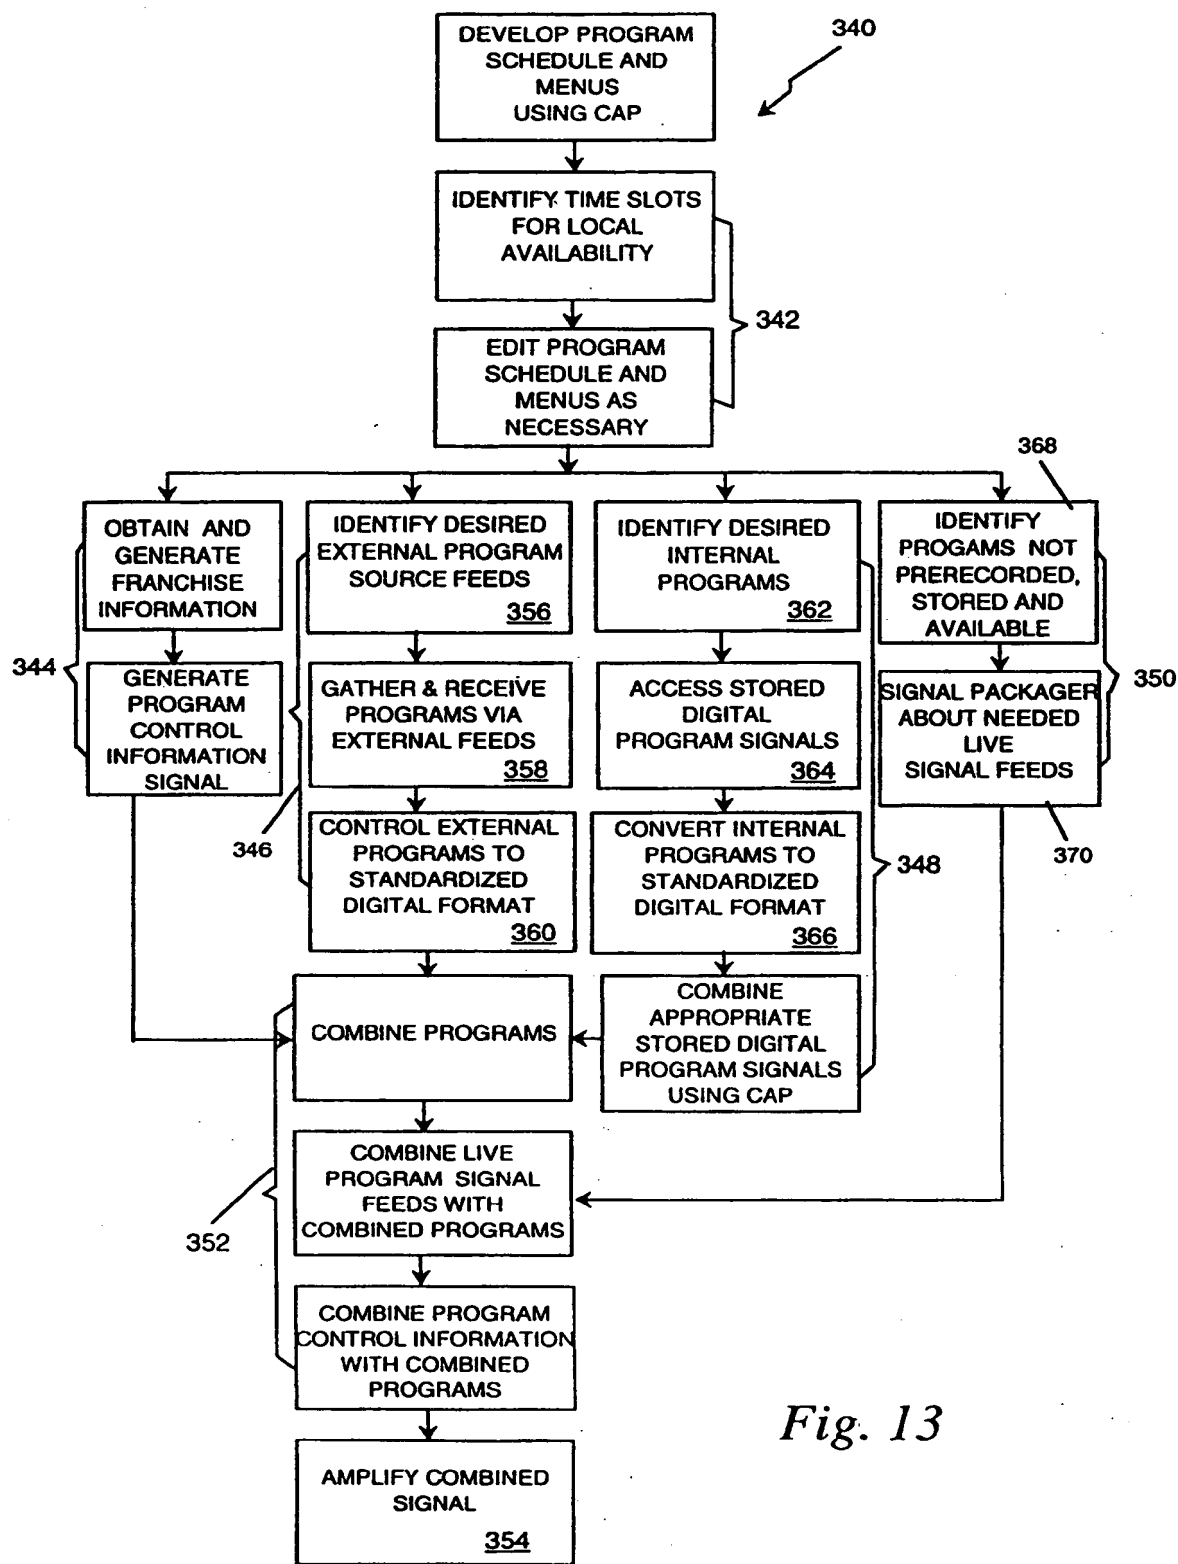 DEVELOP PROGRAM
SCHEDULE AND
MENUS
USING CAP
340
IDENTIFY TIME SLOTS
FOR LOCAL
AVAILABILITY
342
EDIT PROGRAM
SCHEDULE AND
MENUS AS
NECESSARY
344
OBTAIN AND
GENERATE
FRANCHISE
INFORMATION
GENERATE
PROGRAM
CONTROL
INFORMATION
SIGNAL
346
IDENTIFY DESIRED
EXTERNAL PROGRAM
SOURCE FEEDS
356
GATHER & RECEIVE
PROGRAMS VIA
EXTERNAL FEEDS
358
CONTROL EXTERNAL
PROGRAMS TO
STANDARDIZED
DIGITAL FORMAT
360
IDENTIFY DESIRED
INTERNAL
PROGRAMS
362
ACCESS STORED
DIGITAL
PROGRAM SIGNALS
364
CONVERT INTERNAL
PROGRAMS TO
STANDARDIZED
DIGITAL FORMAT
366
COMBINE
APPROPRIATE
STORED DIGITAL
PROGRAM SIGNALS
USING CAP
348
368
IDENTIFY
PROGAMS NOT
PRERECORDED,
STORED AND
AVAILABLE
SIGNAL PACKAGER
ABOUT NEEDED
LIVE
SIGNAL FEEDS
350
370
COMBINE PROGRAMS
COMBINE LIVE
PROGRAM SIGNAL
FEEDS WITH
COMBINED PROGRAMS
352
COMBINE PROGRAM
CONTROL INFORMATION
WITH COMBINED
PROGRAMS
AMPLIFY COMBINED
SIGNAL
354
Fig. 13